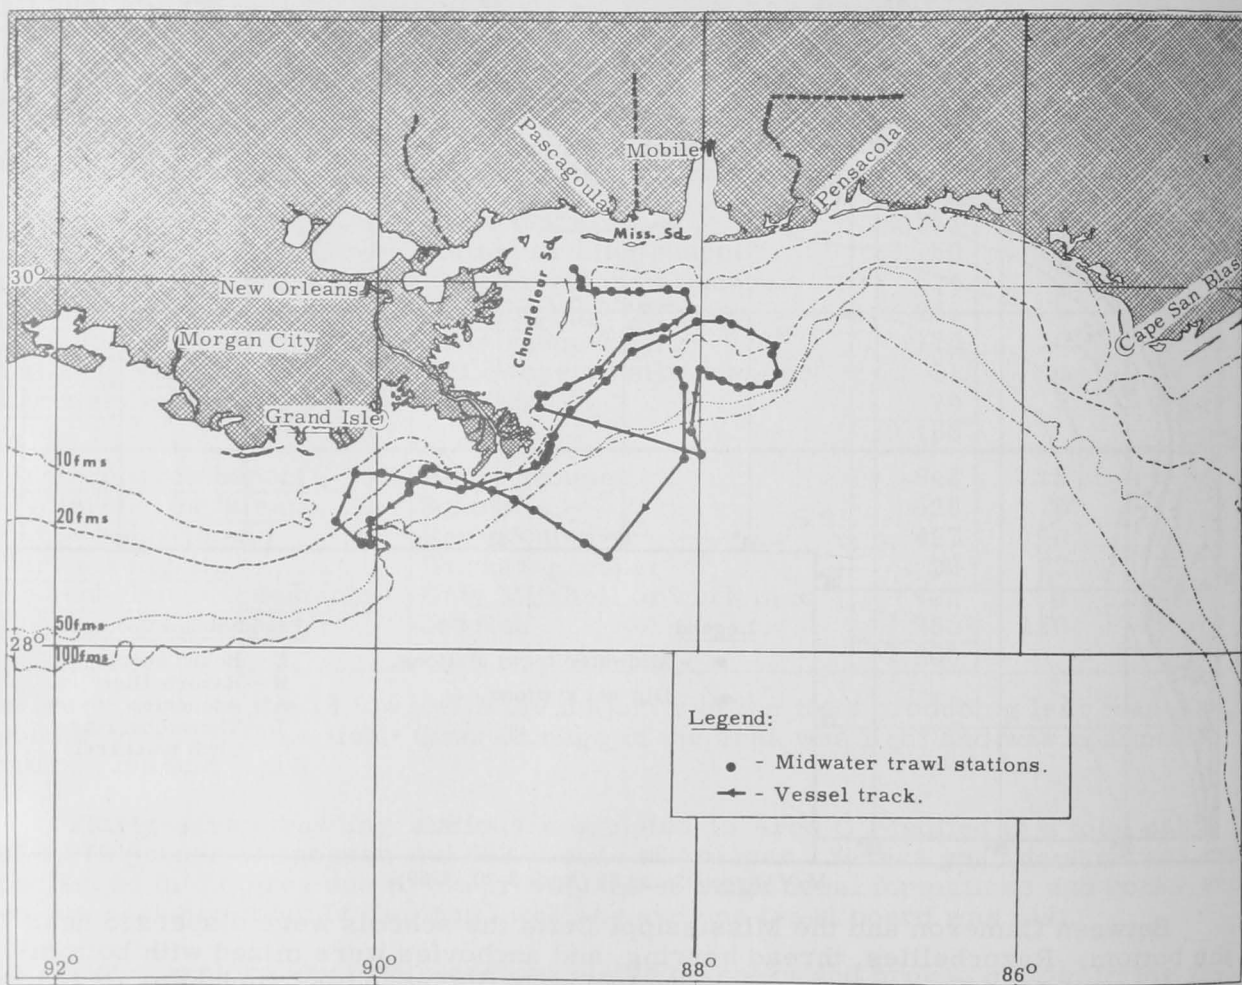 Pascagoula
Mobile
Pensacola
Miss. Sd
Chandeleur Sd.
30°
New Orleans
Cape San Blas
Morgan City
Grand Isle
10fms
20fms
50fms
28°
100fms
Legend:
- Midwater trawl stations.
- Vessel track.
92°
90°
88°
86°